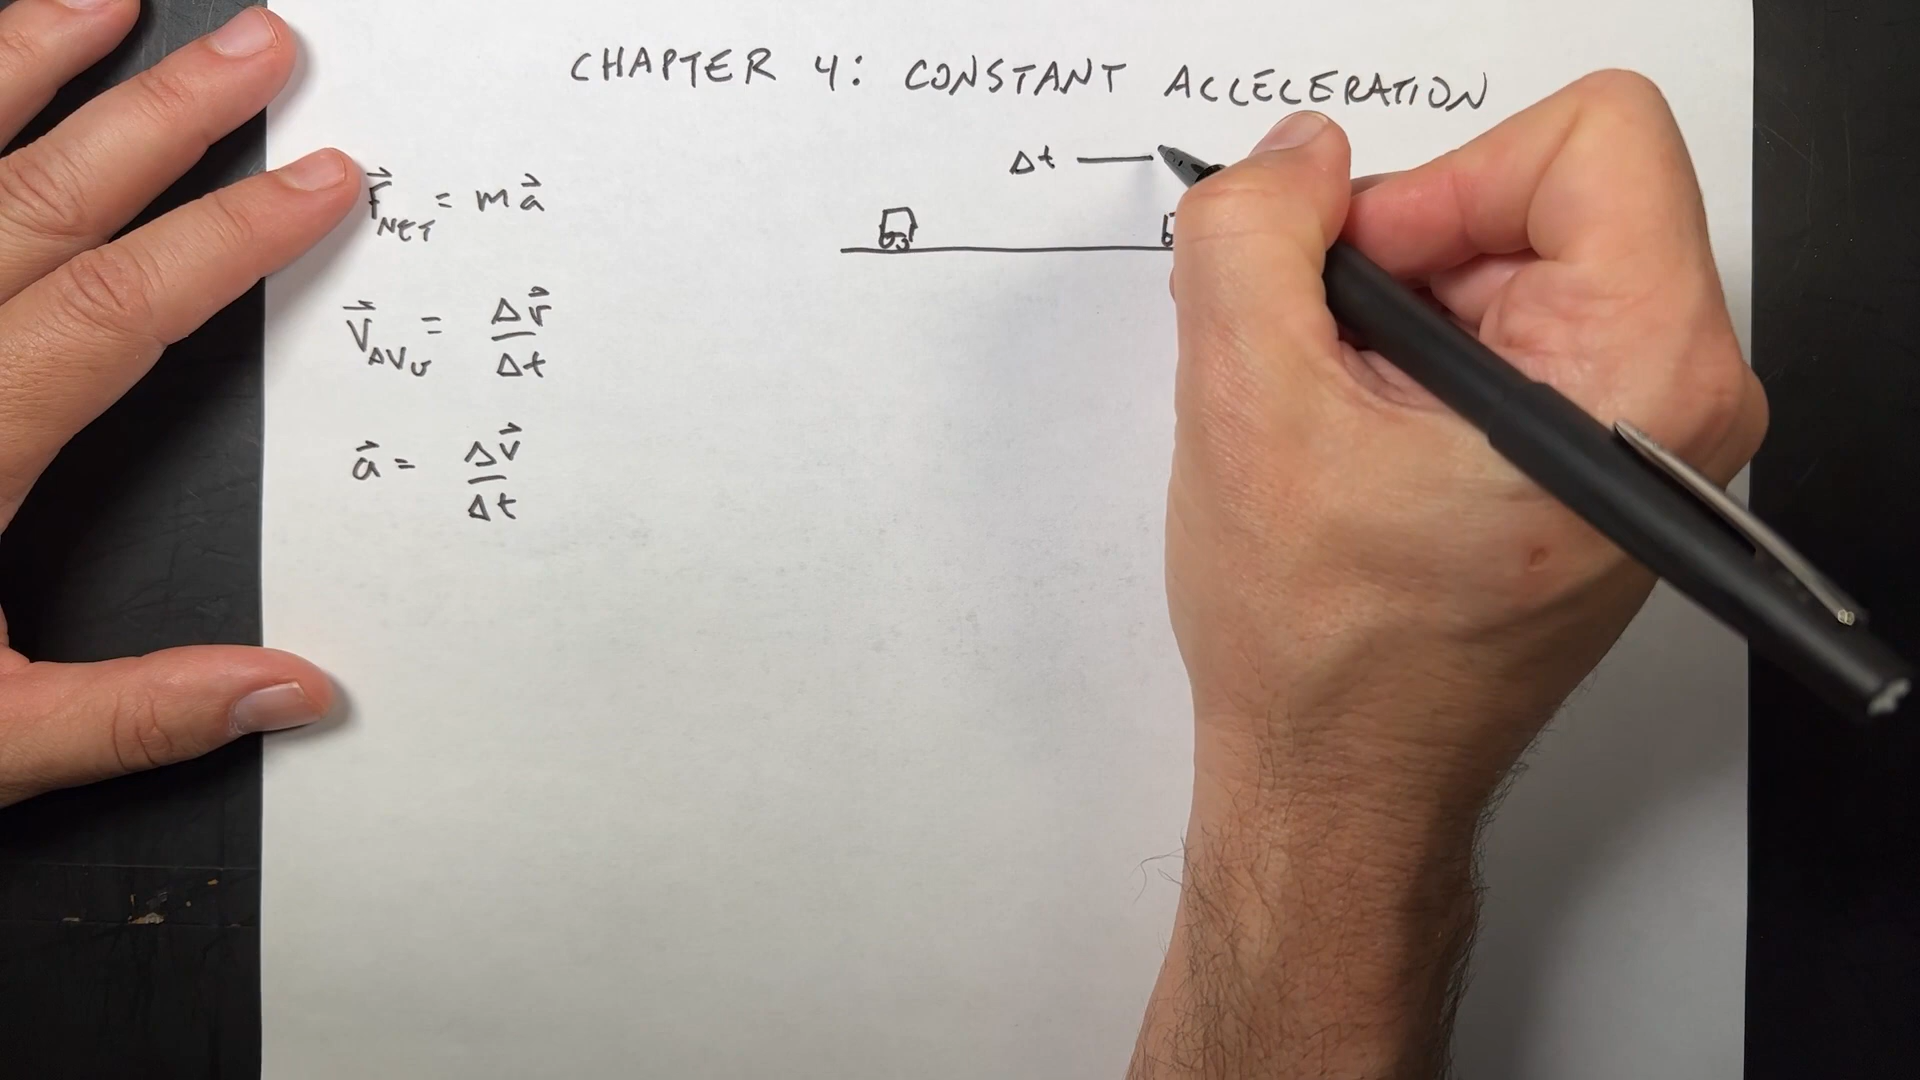 CHAPTER 4: CONSTANT ACCELERATION
Δt
F⃗NET = ma⃗
v⃗AVG = Δr⃗/Δt
a⃗ = Δv⃗/Δt